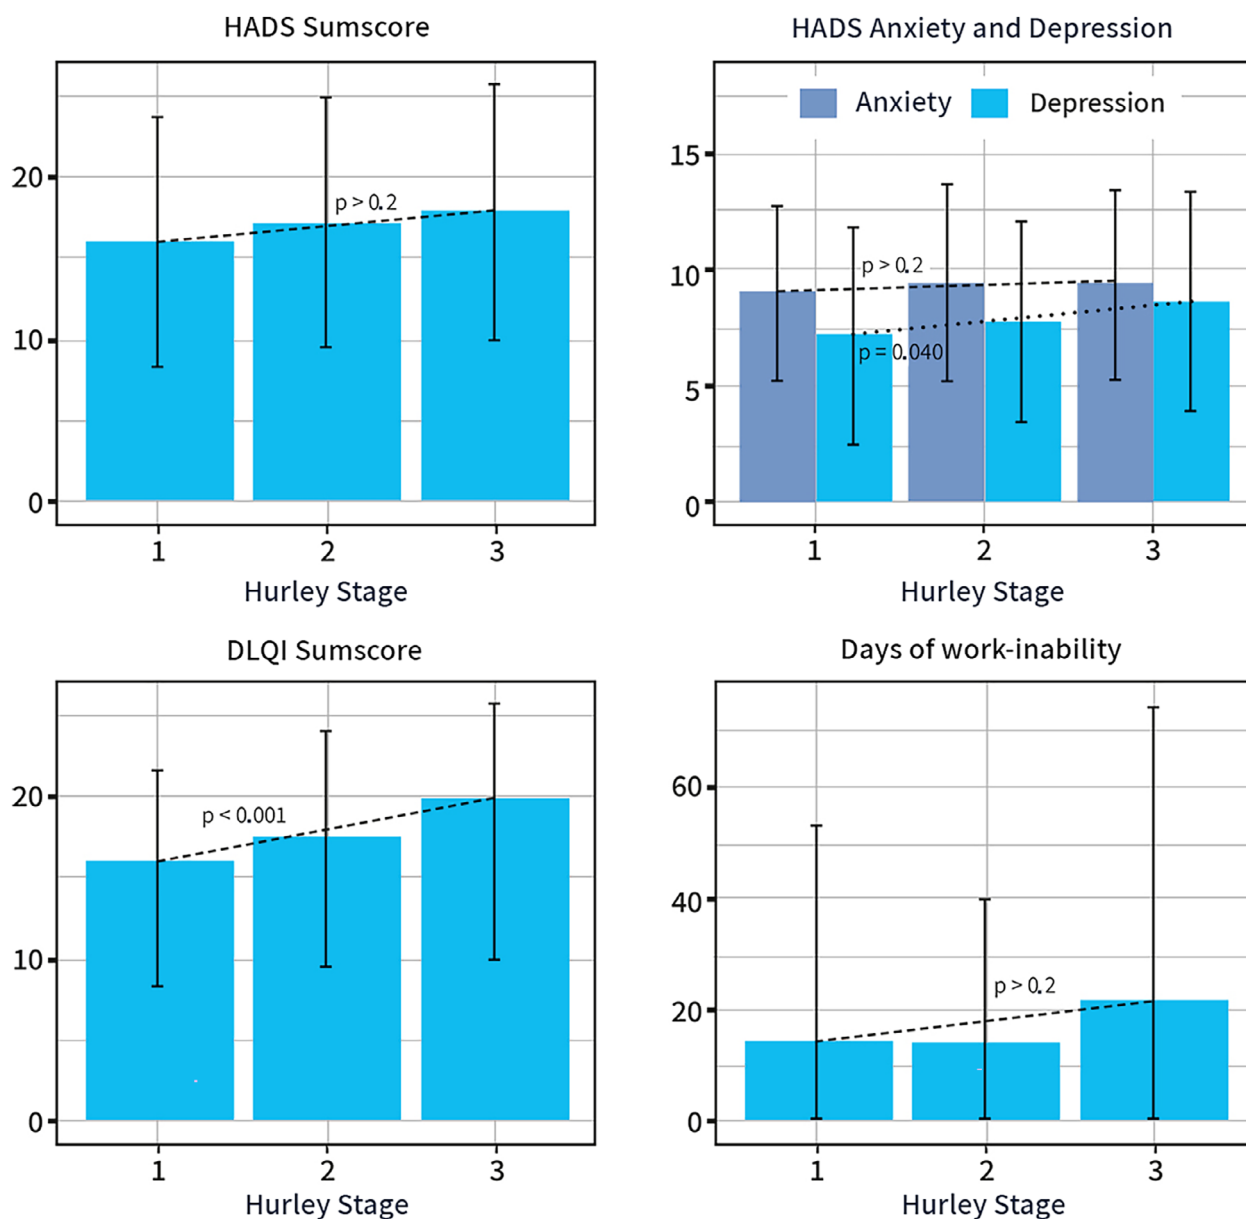 HADS Sumscore
20
10
0
p > 0.2
1 2 3
Hurley Stage
HADS Anxiety and Depression
Anxiety Depression
15
10
5
0
p > 0.2
p = 0.040
1 2 3
Hurley Stage
DLQI Sumscore
20
10
0
p < 0.001
1 2 3
Hurley Stage
Days of work-inability
60
40
20
0
p > 0.2
1 2 3
Hurley Stage